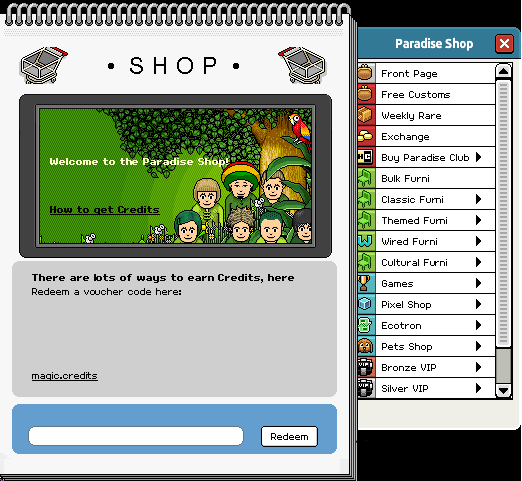 • SHOP •
Welcome to the Paradise Shop!
How to get Credits
There are lots of ways to earn Credits, here
Redeem a voucher code here:
magic.credits
Redeem
Paradise Shop
Front Page
Free Customs
Weekly Rare
Exchange
Buy Paradise Club
Bulk Furni
Classic Furni
Themed Furni
Wired Furni
Cultural Furni
Games
Pixel Shop
Ecotron
Pets Shop
Bronze VIP
Silver VIP